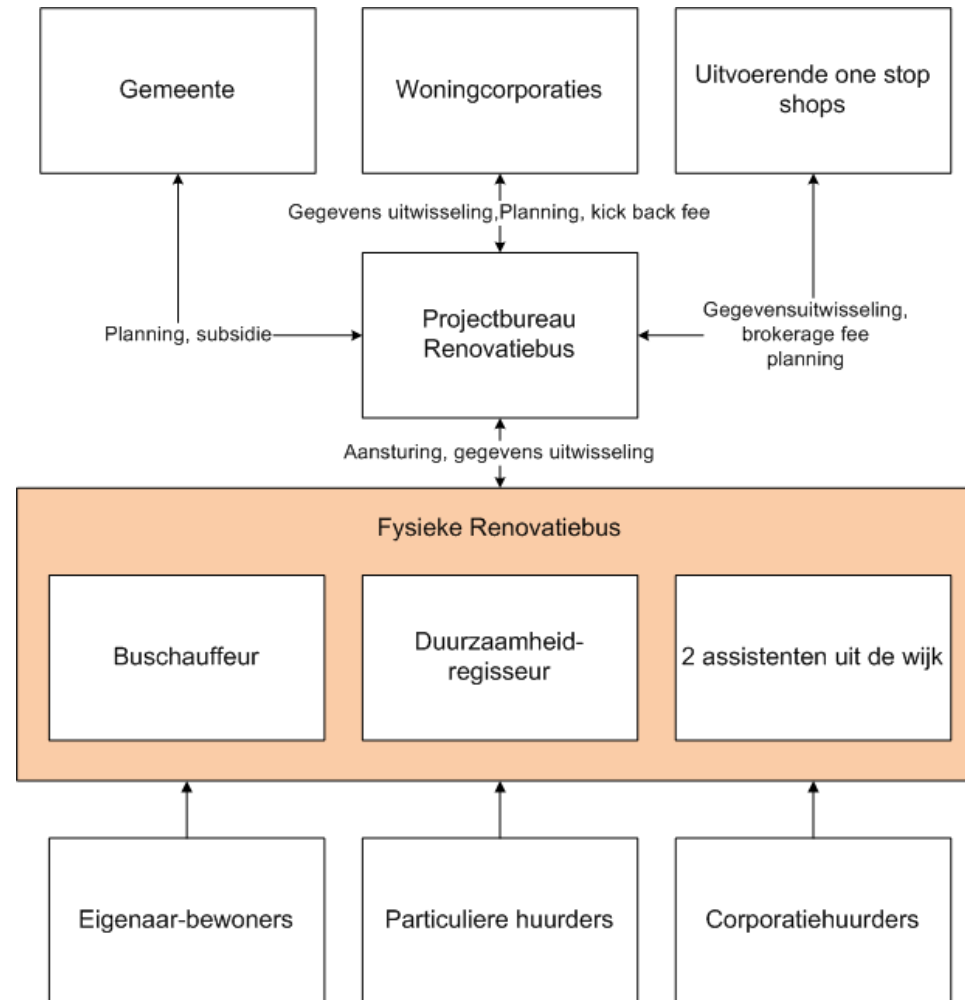 Gemeente
Woningcorporaties
Uitvoerende one stop
shops
Gegevens uitwisseling,Planning, kick back fee
Planning, subsidie
Projectbureau
Renovatiebus
Gegevensuitwisseling,
brokerage fee
planning
Aansturing, gegevens uitwisseling
Fysieke Renovatiebus
Buschauffeur
Duurzaamheid-
regisseur
2 assistenten uit de wijk
Eigenaar-bewoners
Particuliere huurders
Corporatiehuurders